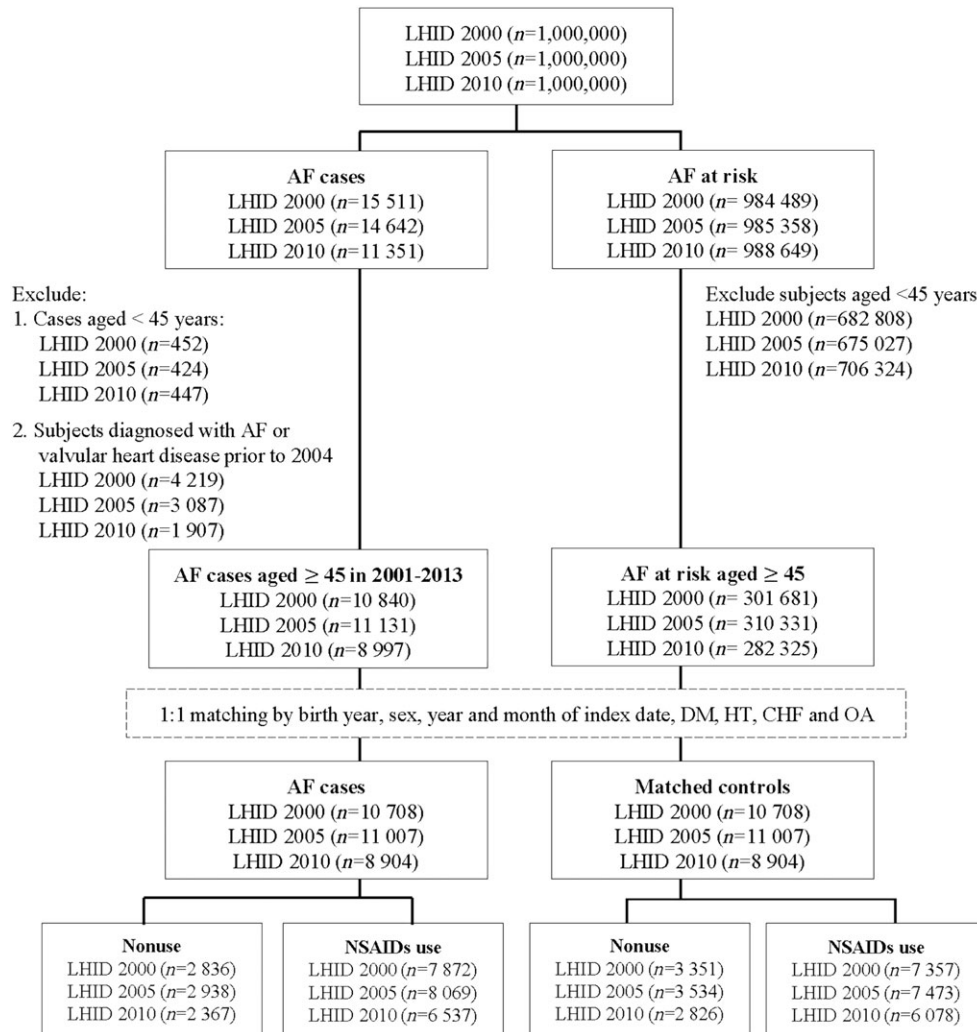 LHID 2000 (n=1,000,000)
LHID 2005 (n=1,000,000)
LHID 2010 (n=1,000,000)
AF cases
LHID 2000 (n=15 511)
LHID 2005 (n=14 642)
LHID 2010 (n=11 351)
AF at risk
LHID 2000 (n= 984 489)
LHID 2005 (n= 985 358)
LHID 2010 (n= 988 649)
Exclude:
1. Cases aged < 45 years:
LHID 2000 (n=452)
LHID 2005 (n=424)
LHID 2010 (n=447)
2. Subjects diagnosed with AF or
valvular heart disease prior to 2004
LHID 2000 (n=4 219)
LHID 2005 (n=3 087)
LHID 2010 (n=1 907)
Exclude subjects aged <45 years
LHID 2000 (n=682 808)
LHID 2005 (n=675 027)
LHID 2010 (n=706 324)
AF cases aged ≥ 45 in 2001-2013
LHID 2000 (n=10 840)
LHID 2005 (n=11 131)
LHID 2010 (n=8 997)
AF at risk aged ≥ 45
LHID 2000 (n= 301 681)
LHID 2005 (n= 310 331)
LHID 2010 (n= 282 325)
1:1 matching by birth year, sex, year and month of index date, DM, HT, CHF and OA
AF cases
LHID 2000 (n=10 708)
LHID 2005 (n=11 007)
LHID 2010 (n=8 904)
Matched controls
LHID 2000 (n=10 708)
LHID 2005 (n=11 007)
LHID 2010 (n=8 904)
Nonuse
LHID 2000 (n=2 836)
LHID 2005 (n=2 938)
LHID 2010 (n=2 367)
NSAIDs use
LHID 2000 (n=7 872)
LHID 2005 (n=8 069)
LHID 2010 (n=6 537)
Nonuse
LHID 2000 (n=3 351)
LHID 2005 (n=3 534)
LHID 2010 (n=2 826)
NSAIDs use
LHID 2000 (n=7 357)
LHID 2005 (n=7 473)
LHID 2010 (n=6 078)